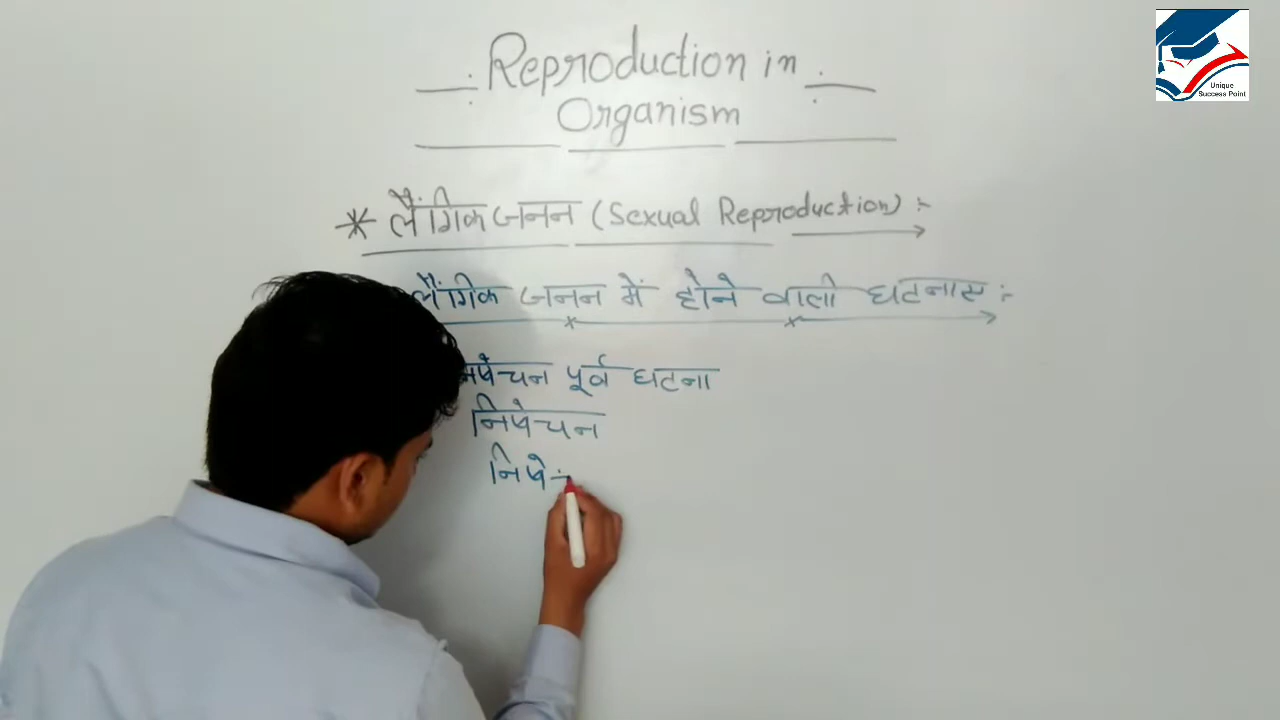 Reproduction in
Organism
* लैंगिक जनन (Sexual Reproduction) :-
लैंगिक जनन में होने वाली घटनाएं :-
निषेचन पूर्व घटना
निषेचन
निषे
Unique
Success Point